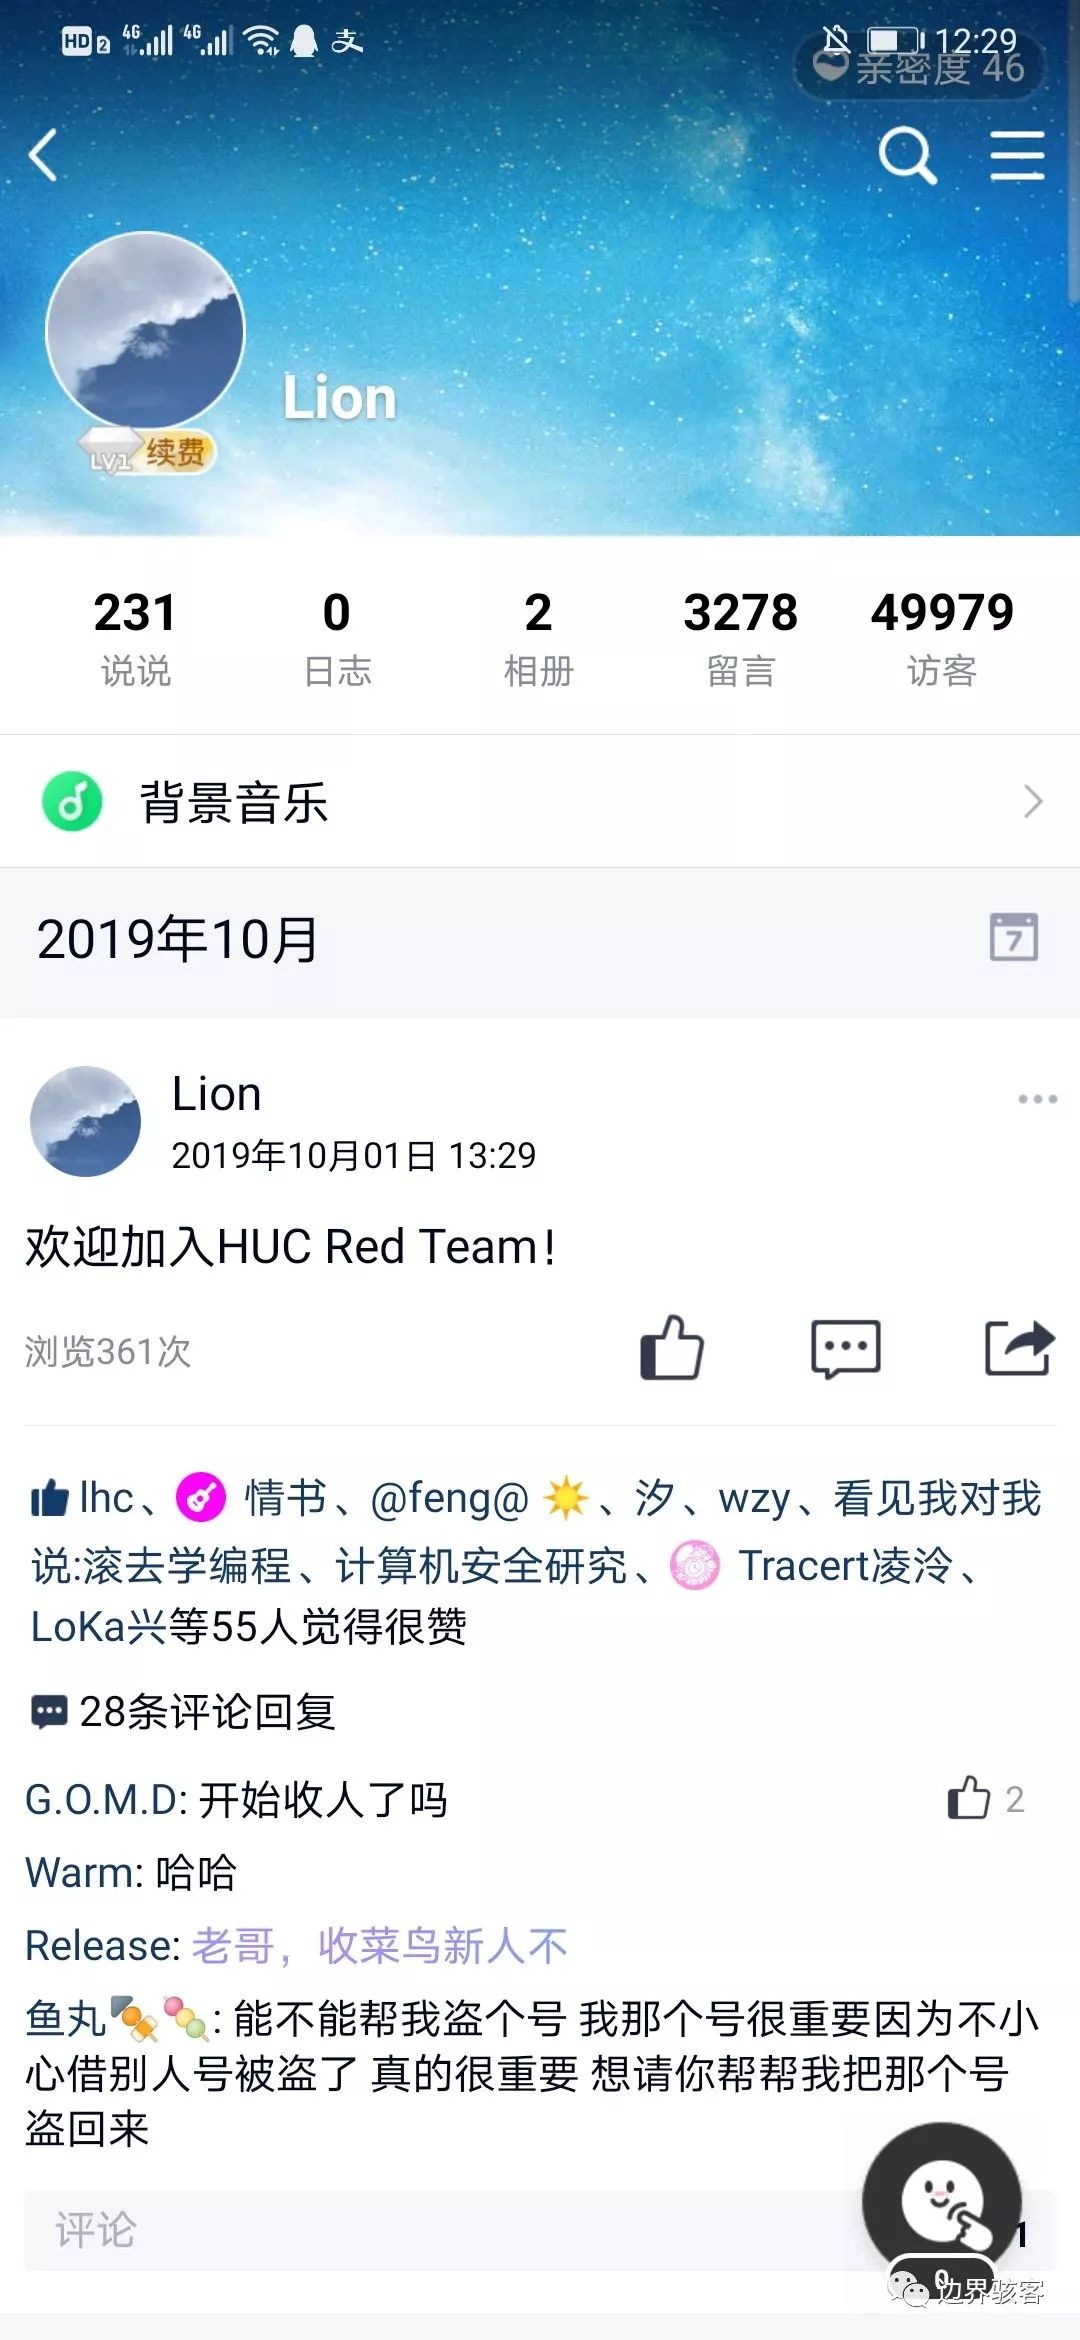 HD 2 4G 4G 支 12:29
亲密度 46
Lion
LV1 续费
231 0 2 3278 49979
说说 日志 相册 留言 访客
背景音乐
2019年10月
7
Lion
2019年10月01日 13:29
欢迎加入HUC Red Team!
浏览361次
lhc、 情书、@feng@ ☀️、汐、wzy、看见我对我
说:滚去学编程、计算机安全研究、 Tracert凌泠、
LoKa兴等55人觉得很赞
28条评论回复
G.O.M.D: 开始收人了吗 2
Warm: 哈哈
Release: 老哥，收菜鸟新人不
鱼丸🍢🍡: 能不能帮我盗个号 我那个号很重要因为不小
心借别人号被盗了 真的很重要 想请你帮帮我把那个号
盗回来
评论
1
0
边界骇客